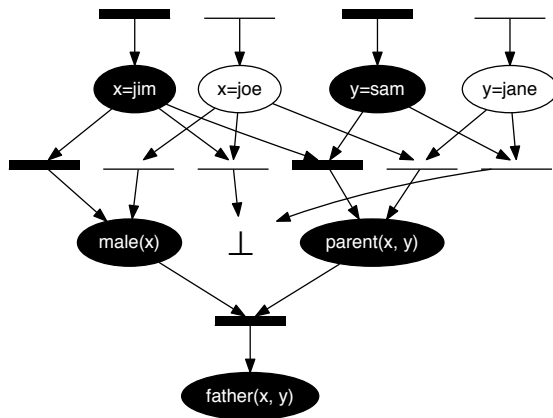 x=jim
x=joe
y=sam
y=jane
male(x)
⊥
parent(x, y)
father(x, y)